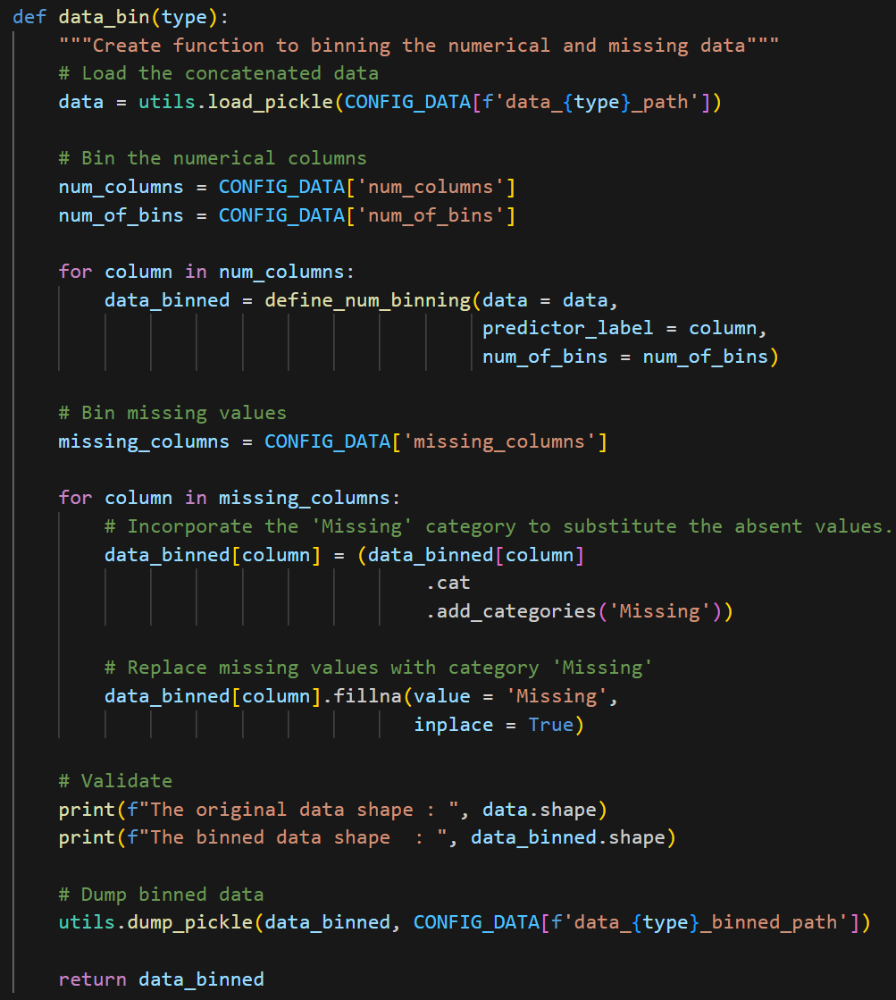 def data_bin(type):
    """Create function to binning the numerical and missing data"""
    # Load the concatenated data
    data = utils.load_pickle(CONFIG_DATA[f'data_{type}_path'])

    # Bin the numerical columns
    num_columns = CONFIG_DATA['num_columns']
    num_of_bins = CONFIG_DATA['num_of_bins']

    for column in num_columns:
        data_binned = define_num_binning(data = data,
                                         predictor_label = column,
                                         num_of_bins = num_of_bins)

    # Bin missing values
    missing_columns = CONFIG_DATA['missing_columns']

    for column in missing_columns:
        # Incorporate the 'Missing' category to substitute the absent values.
        data_binned[column] = (data_binned[column]
                                    .cat
                                    .add_categories('Missing'))

        # Replace missing values with category 'Missing'
        data_binned[column].fillna(value = 'Missing',
                                   inplace = True)

    # Validate
    print(f"The original data shape : ", data.shape)
    print(f"The binned data shape  : ", data_binned.shape)

    # Dump binned data
    utils.dump_pickle(data_binned, CONFIG_DATA[f'data_{type}_binned_path'])

    return data_binned